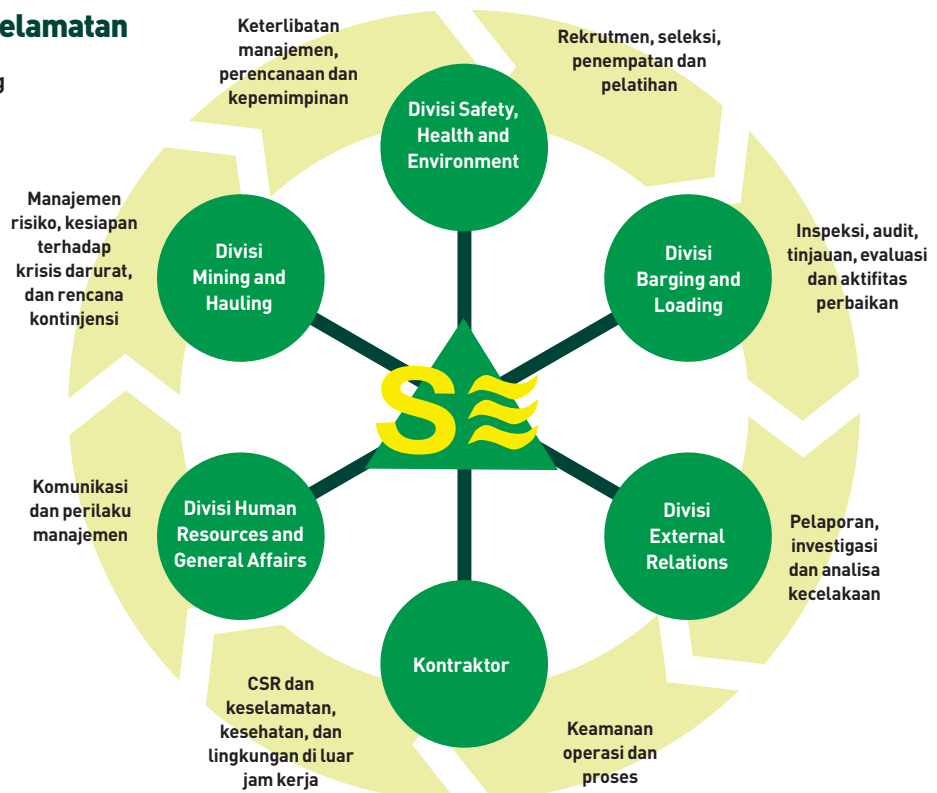 elamatan
g
Keterlibatan
manajemen,
perencanaan dan
kepemimpinan
Rekrutmen, seleksi,
penempatan dan
pelatihan
Divisi Safety,
Health and
Environment
Manajemen
risiko, kesiapan
terhadap
krisis darurat,
dan rencana
kontinjensi
Divisi
Mining and
Hauling
Divisi
Barging and
Loading
Inspeksi, audit,
tinjauan, evaluasi
dan aktifitas
perbaikan
S
Komunikasi
dan perilaku
manajemen
Divisi Human
Resources and
General Affairs
Divisi
External
Relations
Pelaporan,
investigasi
dan analisa
kecelakaan
Kontraktor
CSR dan
keselamatan,
kesehatan, dan
lingkungan di luar
jam kerja
Keamanan
operasi dan
proses